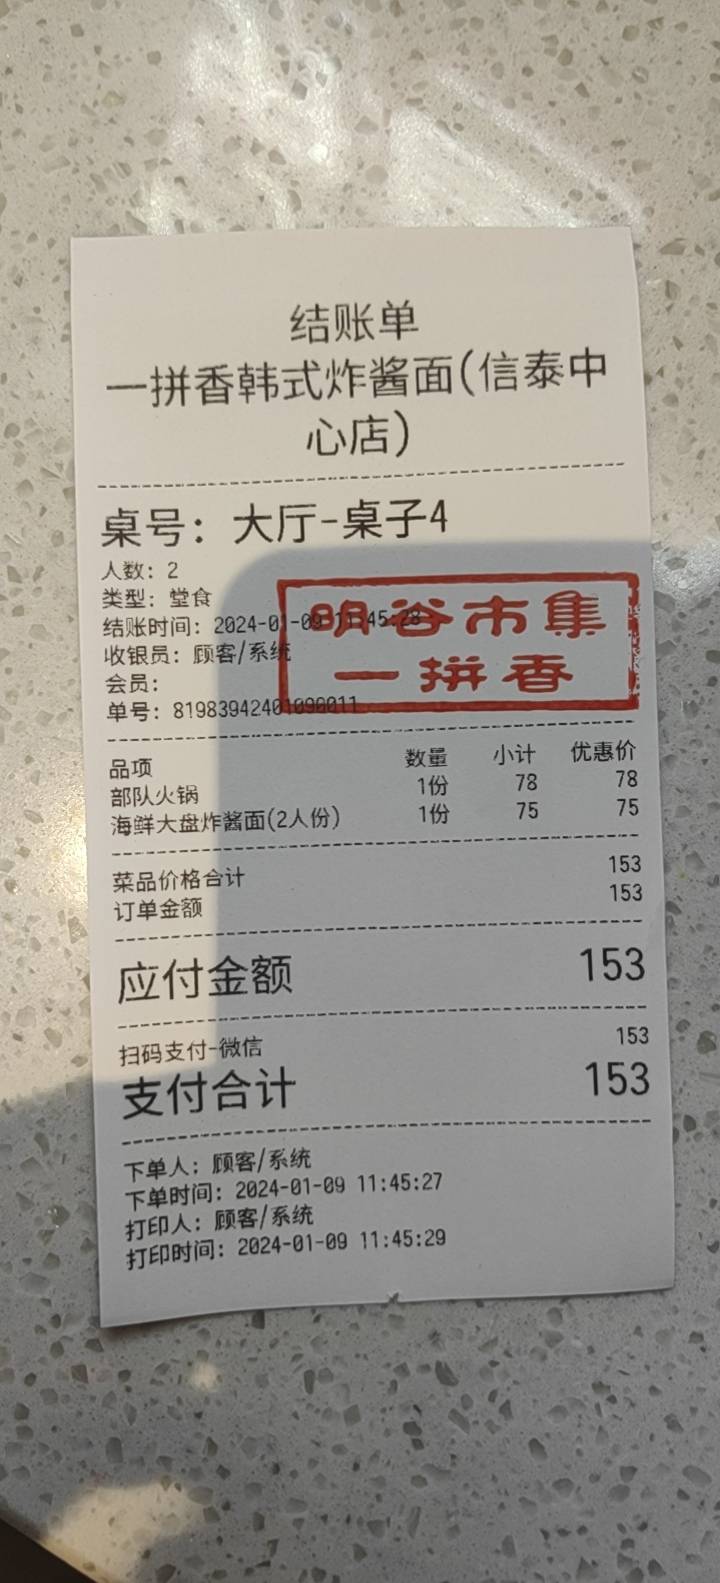 结账单
一拼香韩式炸酱面(信泰中
心店)
桌号: 大厅-桌子4
人数: 2
类型: 堂食
结账时间: 2024-01-09 11:45:28
收银员: 顾客/系统
会员:
单号: 81983942401090011
明谷市集
一拼香
品项 数量 小计 优惠价
部队火锅 1份 78 78
海鲜大盘炸酱面(2人份) 1份 75 75
菜品价格合计 153
订单金额 153
应付金额 153
扫码支付-微信 153
支付合计 153
下单人: 顾客/系统
下单时间: 2024-01-09 11:45:27
打印人: 顾客/系统
打印时间: 2024-01-09 11:45:29